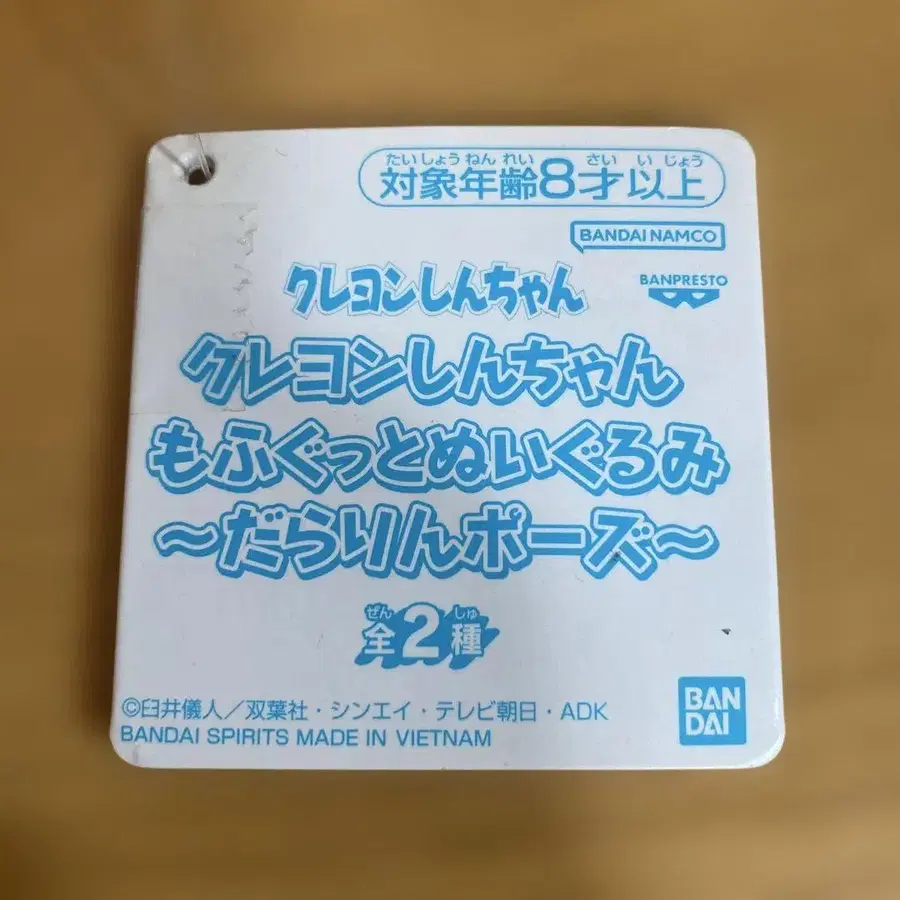 たいしょうねんれい さいいじょう
対象年齢8才以上
BANDAI NAMCO
BANPRESTO
クレヨンしんちゃん
クレヨンしんちゃん
もふぐっとぬいぐるみ
〜だらりんポーズ〜
ぜん しゅ
全2種
©臼井儀人/双葉社・シンエイ・テレビ朝日・ADK
BANDAI SPIRITS MADE IN VIETNAM
BAN
DAI